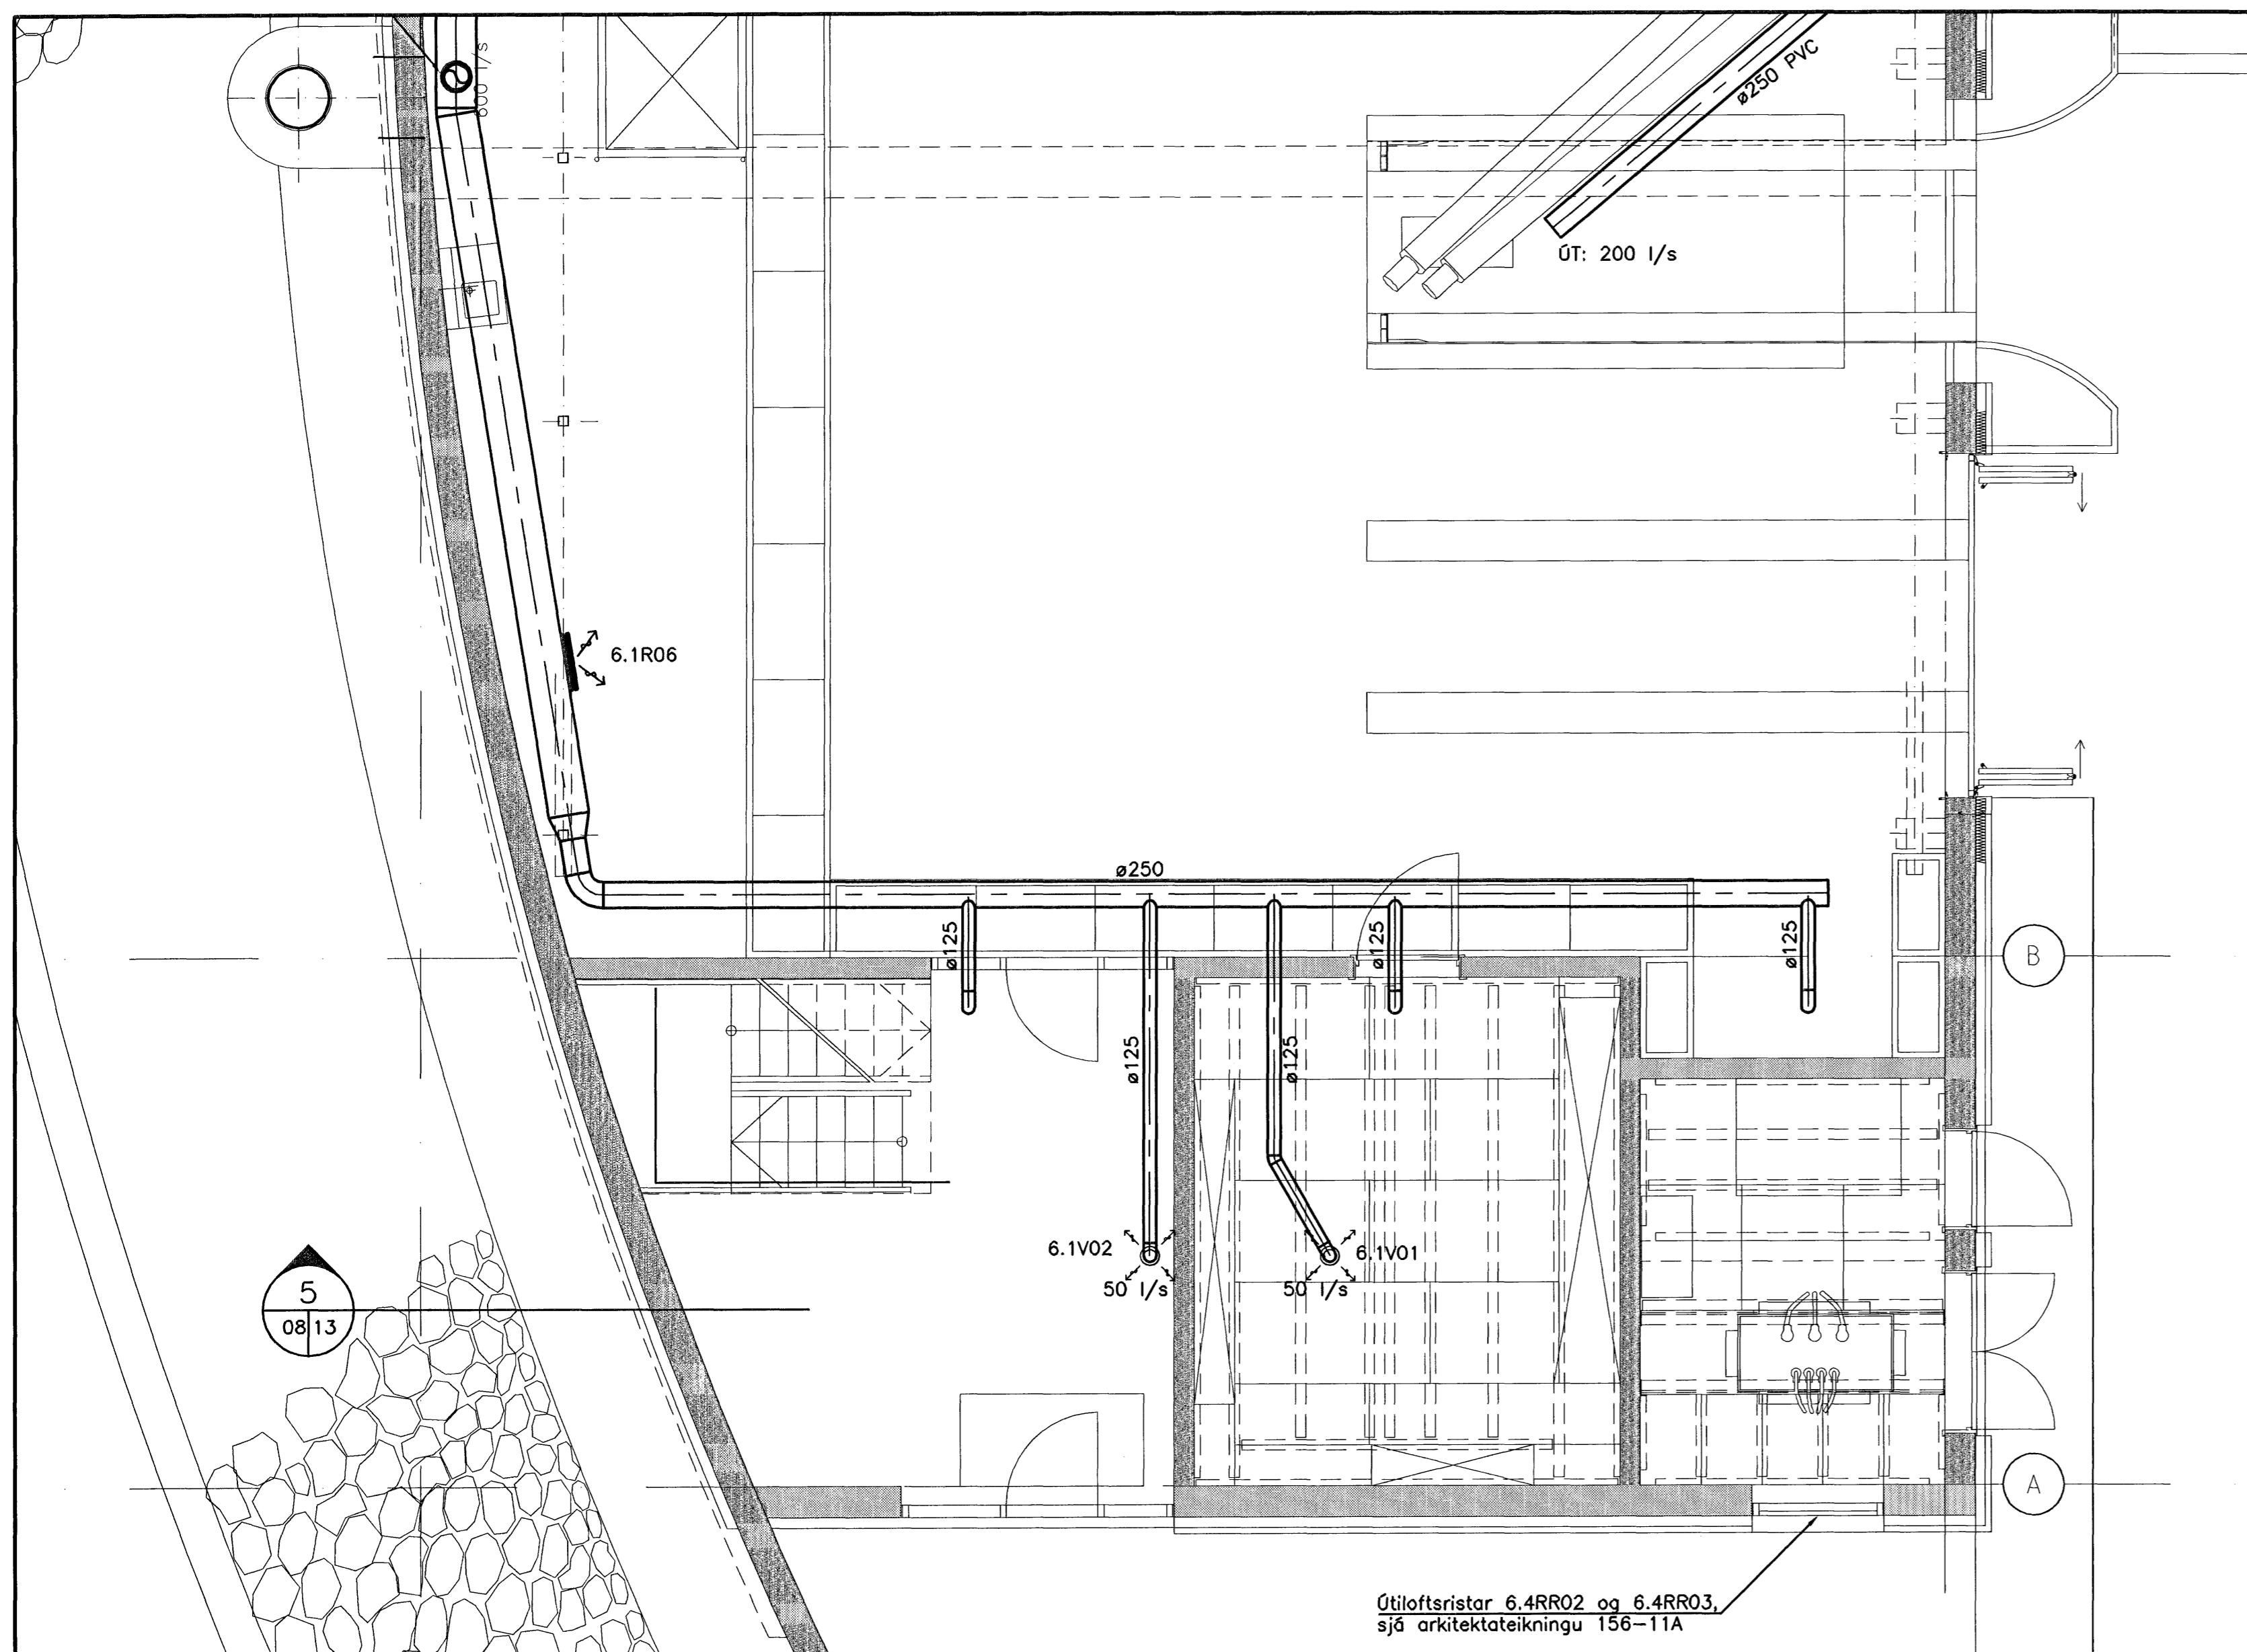 600 l/s
ø250 PVC
ÚT: 200 l/s
6.1R06
ø250
ø125
ø125
ø125
B
ø125
ø125
6.1V02
6.1V01
50 l/s
50 l/s
5
08 13
A
Útiloftsristar 6.4RR02 og 6.4RR03,
sjá arkitektateikningu 156-11A